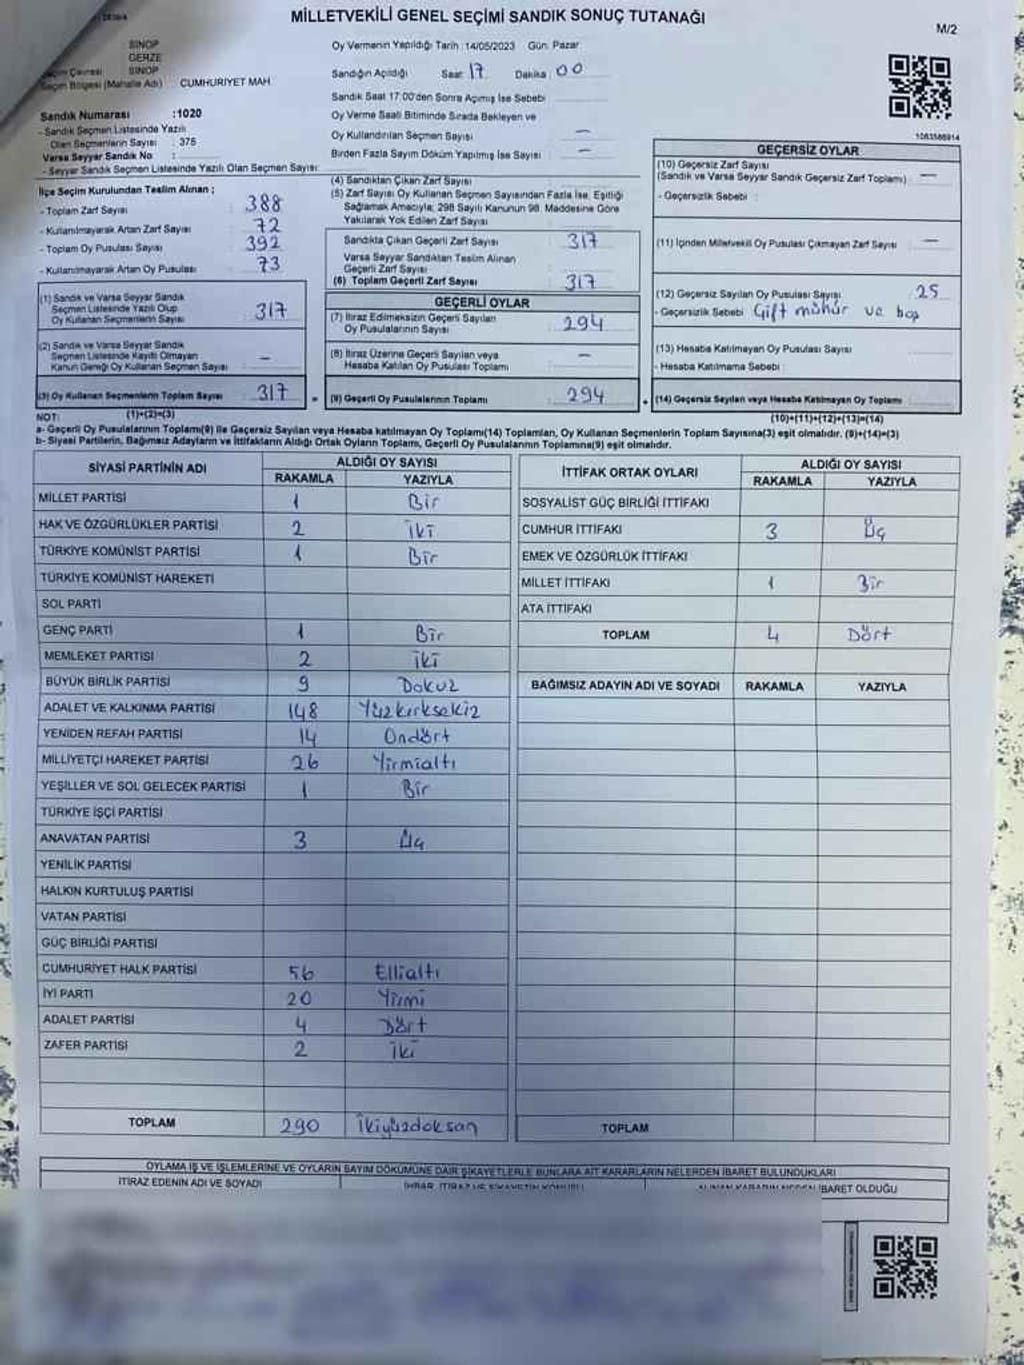 MİLLETVEKİLİ GENEL SEÇİMİ SANDIK SONUÇ TUTANAĞI
M/2
SİNOP
GERZE
Seçim Çevresi SİNOP
Seçim Bölgesi (Mahalle Adı) : CUMHURİYET MAH.
Sandık Numarası :1020
- Sandık Seçmen Listesinde Yazılı
Olan Seçmenlerin Sayısı : 375
Varsa Seyyar Sandık No :
- Seyyar Sandık Seçmen Listesinde Yazılı Olan Seçmen Sayısı:
Oy Vermenin Yapıldığı Tarih :14/05/2023 Gün: Pazar
Sandığın Açıldığı Saat: 17 Dakika: 00
Sandık Saat 17:00'den Sonra Açılmış İse Sebebi :
Oy Verme Saati Bitiminde Sırada Bekleyen ve
Oy Kullandırılan Seçmen Sayısı : —
Birden Fazla Sayım Döküm Yapılmış İse Sayısı : —
1083586914
İlçe Seçim Kurulundan Teslim Alınan ;
- Toplam Zarf Sayısı : 388
- Kullanılmayarak Artan Zarf Sayısı : 72
- Toplam Oy Pusulası Sayısı : 392
- Kullanılmayarak Artan Oy Pusulası : 73
(4) Sandıktan Çıkan Zarf Sayısı :
(5) Zarf Sayısı Oy Kullanan Seçmen Sayısından Fazla İse, Eşitliği
Sağlamak Amacıyla; 298 Sayılı Kanunun 98. Maddesine Göre
Yakılarak Yok Edilen Zarf Sayısı :
Sandıkta Çıkan Geçerli Zarf Sayısı : 317
Varsa Seyyar Sandıktan Teslim Alınan
Geçerli Zarf Sayısı :
(6) Toplam Geçerli Zarf Sayısı : 317
GEÇERSİZ OYLAR
(10) Geçersiz Zarf Sayısı
(Sandık ve Varsa Seyyar Sandık Geçersiz Zarf Toplamı) : —
- Geçersizlik Sebebi :
(11) İçinden Milletvekili Oy Pusulası Çıkmayan Zarf Sayısı : —
(12) Geçersiz Sayılan Oy Pusulası Sayısı : 25
- Geçersizlik Sebebi : Çift mühür ve boş
(13) Hesaba Katılmayan Oy Pusulası Sayısı :
- Hesaba Katılmama Sebebi :
(14) Geçersiz Sayılan veya Hesaba Katılmayan Oy Toplamı :
(1) Sandık ve Varsa Seyyar Sandık
Seçmen Listesinde Yazılı Olup
Oy Kullanan Seçmenlerin Sayısı : 317
(2) Sandık ve Varsa Seyyar Sandık
Seçmen Listesinde Kayıtlı Olmayan
Kanun Gereği Oy Kullanan Seçmen Sayısı : —
(3) Oy Kullanan Seçmenlerin Toplam Sayısı : 317
GEÇERLİ OYLAR
(7) İtiraz Edilmeksizin Geçerli Sayılan
Oy Pusulalarının Sayısı : 294
(8) İtiraz Üzerine Geçerli Sayılan veya
Hesaba Katılan Oy Pusulası Toplamı : —
(9) Geçerli Oy Pusulalarının Toplamı : 294
NOT: (1)+(2)=(3) (10)+(11)+(12)+(13)=(14)
a- Geçerli Oy Pusulalarının Toplamı(9) ile Geçersiz Sayılan veya Hesaba katılmayan Oy Toplamı(14) Toplamları, Oy Kullanan Seçmenlerin Toplam Sayısına(3) eşit olmalıdır. (9)+(14)=(3)
b- Siyasi Partilerin, Bağımsız Adayların ve İttifakların Aldığı Ortak Oyların Toplamı, Geçerli Oy Pusulalarının Toplamına(9) eşit olmalıdır.
SİYASİ PARTİNİN ADI ALDIĞI OY SAYISI
RAKAMLA YAZIYLA
MİLLET PARTİSİ 1 Bir
HAK VE ÖZGÜRLÜKLER PARTİSİ 2 İki
TÜRKİYE KOMÜNİST PARTİSİ 1 Bir
TÜRKİYE KOMÜNİST HAREKETİ
SOL PARTİ
GENÇ PARTİ 1 Bir
MEMLEKET PARTİSİ 2 İki
BÜYÜK BİRLİK PARTİSİ 9 Dokuz
ADALET VE KALKINMA PARTİSİ 148 Yüzkırksekiz
YENİDEN REFAH PARTİSİ 14 Ondört
MİLLİYETÇİ HAREKET PARTİSİ 26 Yirmialtı
YEŞİLLER VE SOL GELECEK PARTİSİ 1 Bir
TÜRKİYE İŞÇİ PARTİSİ
ANAVATAN PARTİSİ 3 Üç
YENİLİK PARTİSİ
HALKIN KURTULUŞ PARTİSİ
VATAN PARTİSİ
GÜÇ BİRLİĞİ PARTİSİ
CUMHURİYET HALK PARTİSİ 56 Ellialtı
İYİ PARTİ 20 Yirmi
ADALET PARTİSİ 4 Dört
ZAFER PARTİSİ 2 İki
TOPLAM 290 İkiyüzdoksan
İTTİFAK ORTAK OYLARI ALDIĞI OY SAYISI
RAKAMLA YAZIYLA
SOSYALİST GÜÇ BİRLİĞİ İTTİFAKI
CUMHUR İTTİFAKI 3 Üç
EMEK VE ÖZGÜRLÜK İTTİFAKI
MİLLET İTTİFAKI 1 Bir
ATA İTTİFAKI
TOPLAM 4 Dört
BAĞIMSIZ ADAYIN ADI VE SOYADI RAKAMLA YAZIYLA
TOPLAM
OYLAMA İŞ VE İŞLEMLERİNE VE OYLARIN SAYIM DÖKÜMÜNE DAİR ŞİKAYETLERLE BUNLARA AİT KARARLARIN NELERDEN İBARET BULUNDUKLARI
İTİRAZ EDENİN ADI VE SOYADI İHBAR, İTİRAZ VE ŞİKAYETİN KONUSU ALINAN KARARIN NEDEN İBARET OLDUĞU